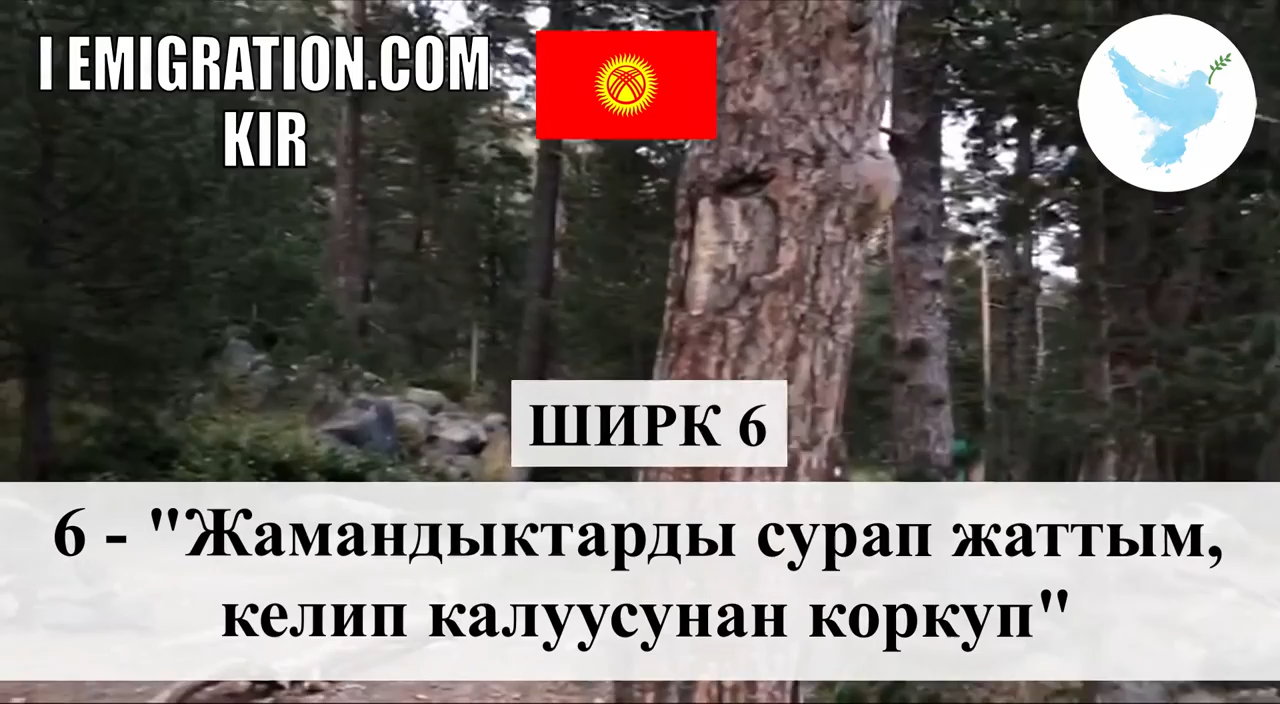 I EMIGRATION.COM
KIR
ШИРК 6
6 - "Жамандыктарды сурап жаттым,
келип калуусунан коркуп"